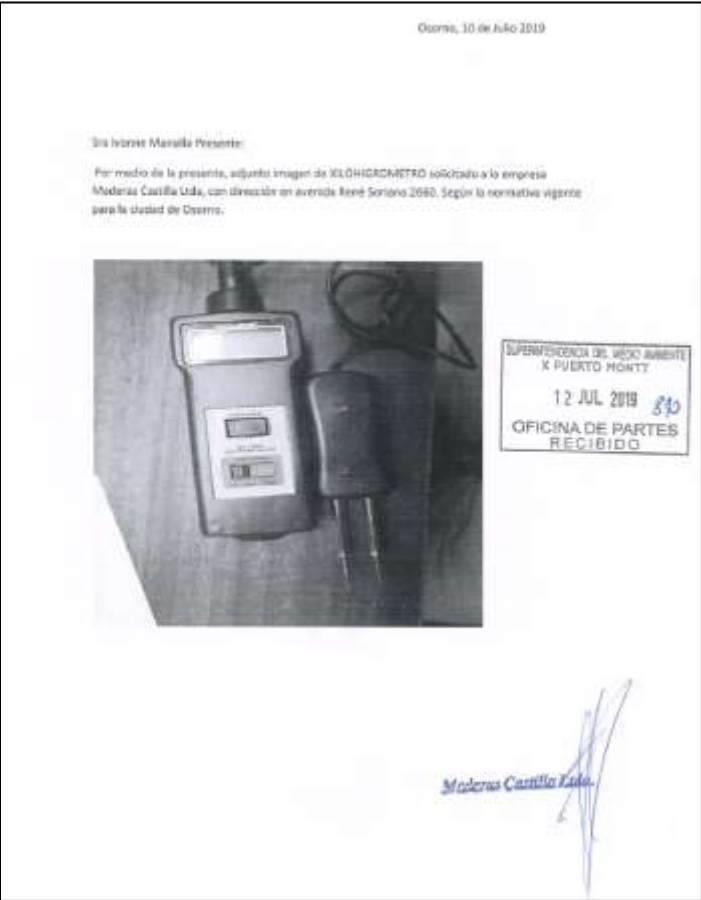 Osorno, 10 de Julio 2019
Sra Ivonne Mansilla Presente:
Por medio de la presente, adjunto imagen de XILOHIGROMETRO solicitado a la empresa
Maderas Castilla Ltda, con dirección en avenida René Soriano 2660. Según la normativa vigente
para la ciudad de Osorno.
SUPERINTENDENCIA DEL MEDIO AMBIENTE
X PUERTO MONTT
12 JUL 2019
OFICINA DE PARTES
RECIBIDO
Maderas Castilla Ltda.